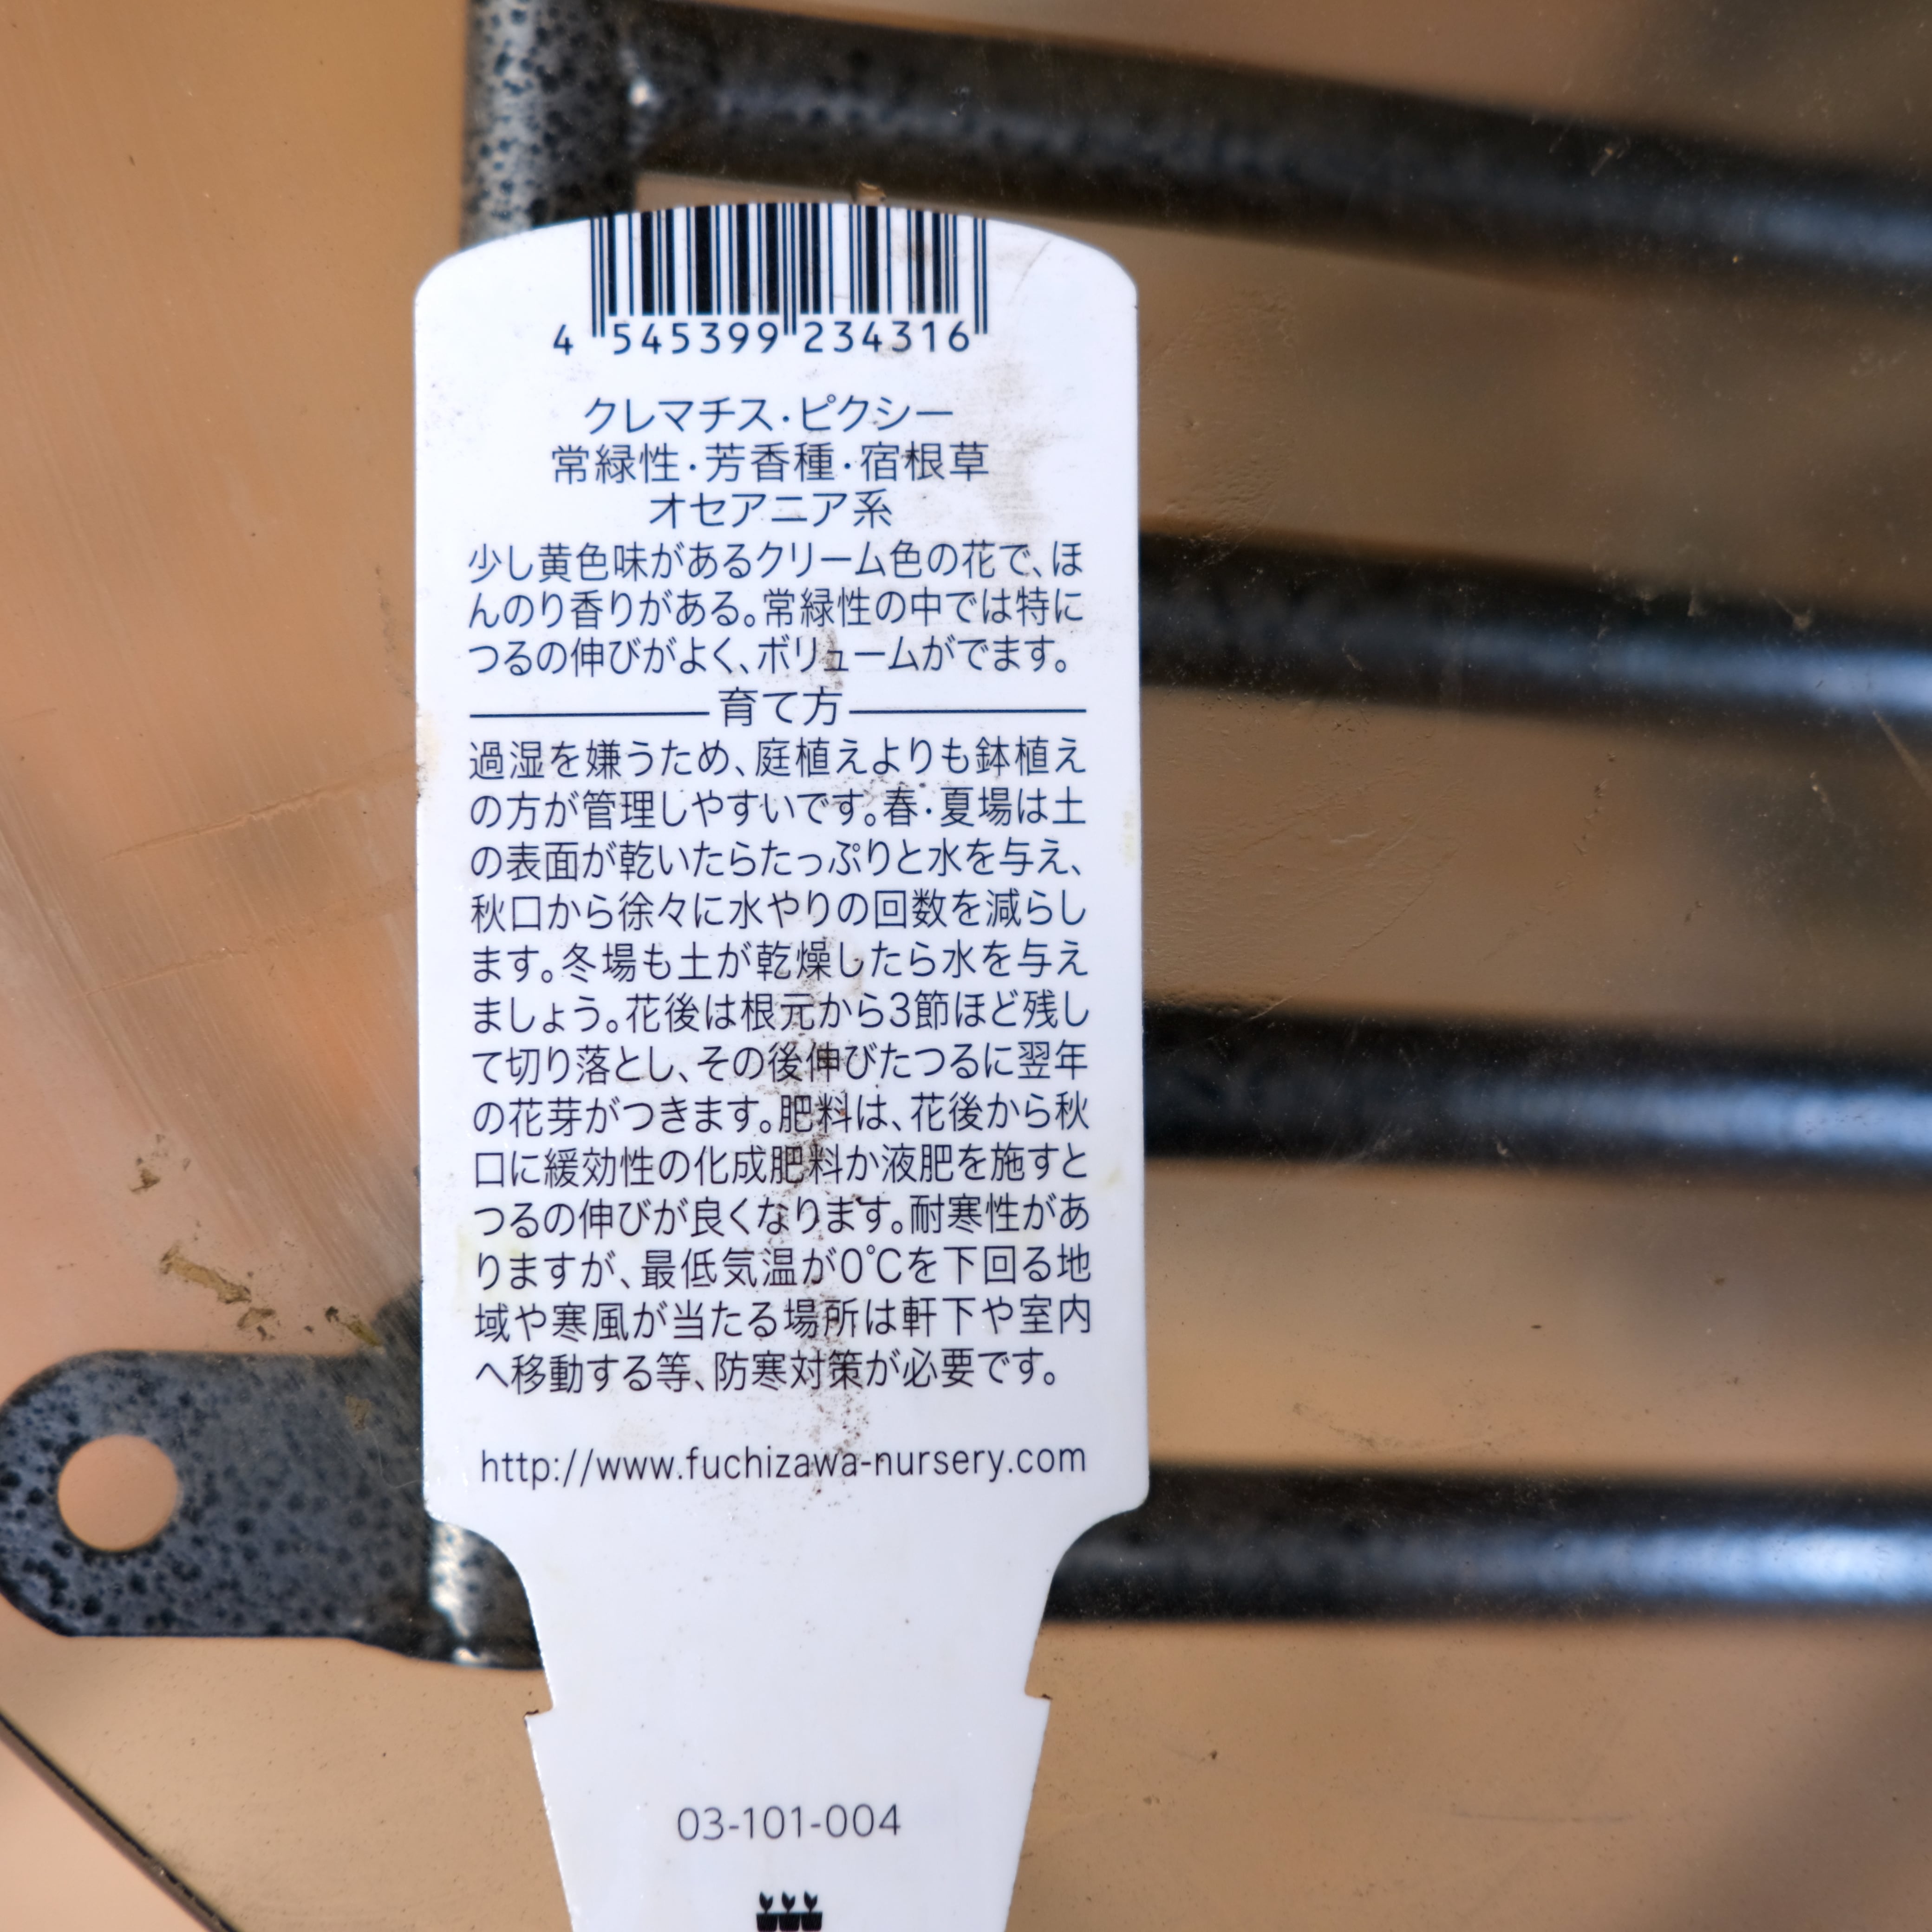 4 545399 234316
クレマチス・ピクシー
常緑性・芳香種・宿根草
オセアニア系
少し黄色味があるクリーム色の花で、ほ
んのり香りがある。常緑性の中では特に
つるの伸びがよく、ボリュームがでます。
育て方
過湿を嫌うため、庭植えよりも鉢植え
の方が管理しやすいです。春・夏場は土
の表面が乾いたらたっぷりと水を与え、
秋口から徐々に水やりの回数を減らし
ます。冬場も土が乾燥したら水を与え
ましょう。花後は根元から3節ほど残し
て切り落とし、その後伸びたつるに翌年
の花芽がつきます。肥料は、花後から秋
口に緩効性の化成肥料か液肥を施すと
つるの伸びが良くなります。耐寒性があ
りますが、最低気温が0℃を下回る地
域や寒風が当たる場所は軒下や室内
へ移動する等、防寒対策が必要です。
http://www.fuchizawa-nursery.com
03-101-004